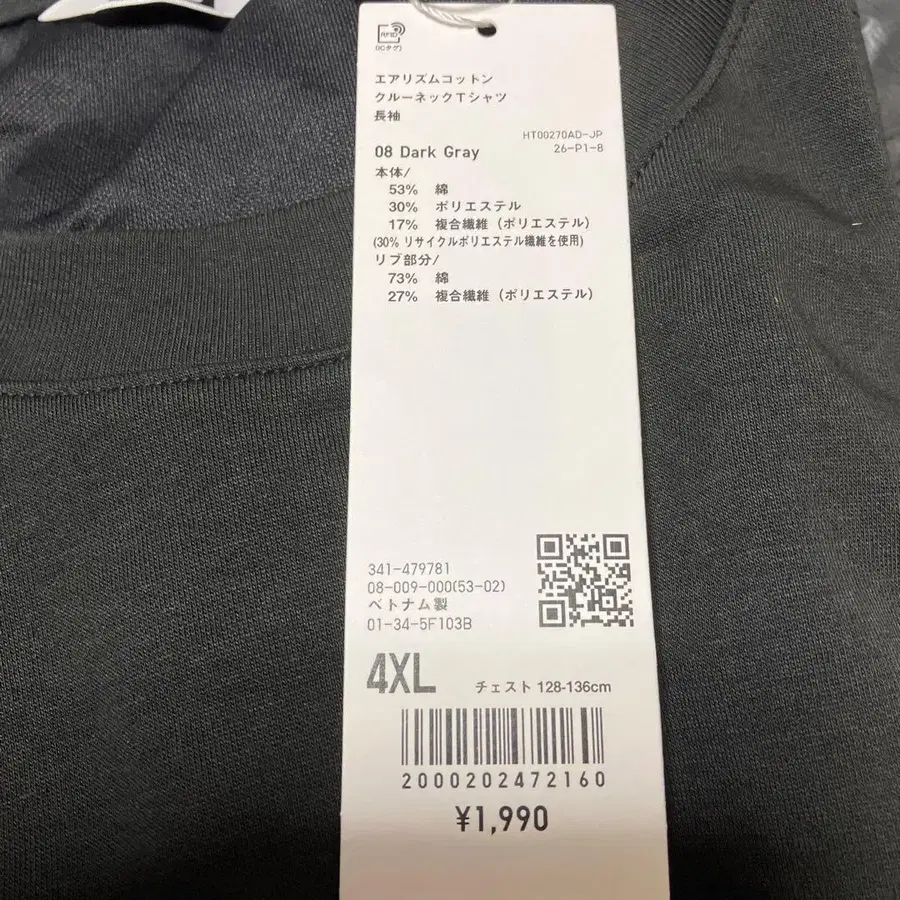 RFID
(ICタグ)
エアリズムコットン
クルーネックTシャツ
長袖
HT00270AD-JP
08 Dark Gray
26-P1-8
本体/
53% 綿
30% ポリエステル
17% 複合繊維（ポリエステル）
(30% リサイクルポリエステル繊維を使用)
リブ部分/
73% 綿
27% 複合繊維（ポリエステル）
341-479781
08-009-000(53-02)
ベトナム製
01-34-5F103B
4XL チェスト 128-136cm
2000202472160
¥1,990